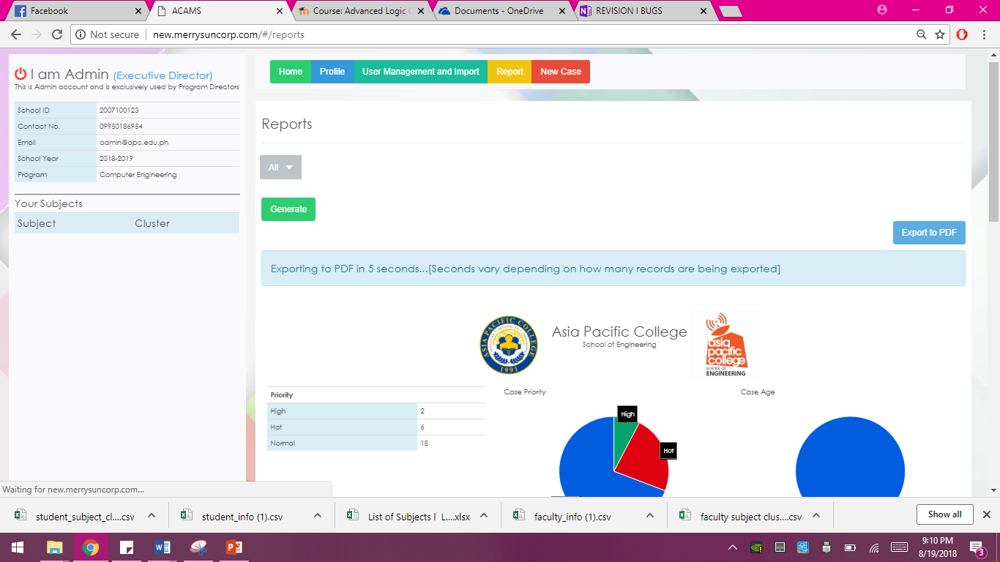 Facebook
ACAMS
Course: Advanced Logic
Documents - OneDrive
REVISION I BUGS
Not secure
new.merrysuncorp.com/#/reports
I am Admin (Executive Director)
This is Admin account and is exclusively used by Program Directors
School ID 2007100123
Contact No. 09950186954
Email admin@apc.edu.ph
School Year 2018-2019
Program Computer Engineering
Your Subjects
Subject Cluster
Home Profile User Management and Import Report New Case
Reports
All
Generate
Export to PDF
Exporting to PDF in 5 seconds...[Seconds vary depending on how many records are being exported]
ASIA PACIFIC COLLEGE
1991
Asia Pacific College
School of Engineering
asia
pacific
college
SCHOOL OF
ENGINEERING
Priority
High 2
Hot 6
Normal 18
Case Priority
High
Hot
Case Age
Waiting for new.merrysuncorp.com...
student_subject_cl....csv
student_info (1).csv
List of Subjects l L....xlsx
faculty_info (1).csv
faculty subject clus....csv
Show all
9:10 PM
8/19/2018
3